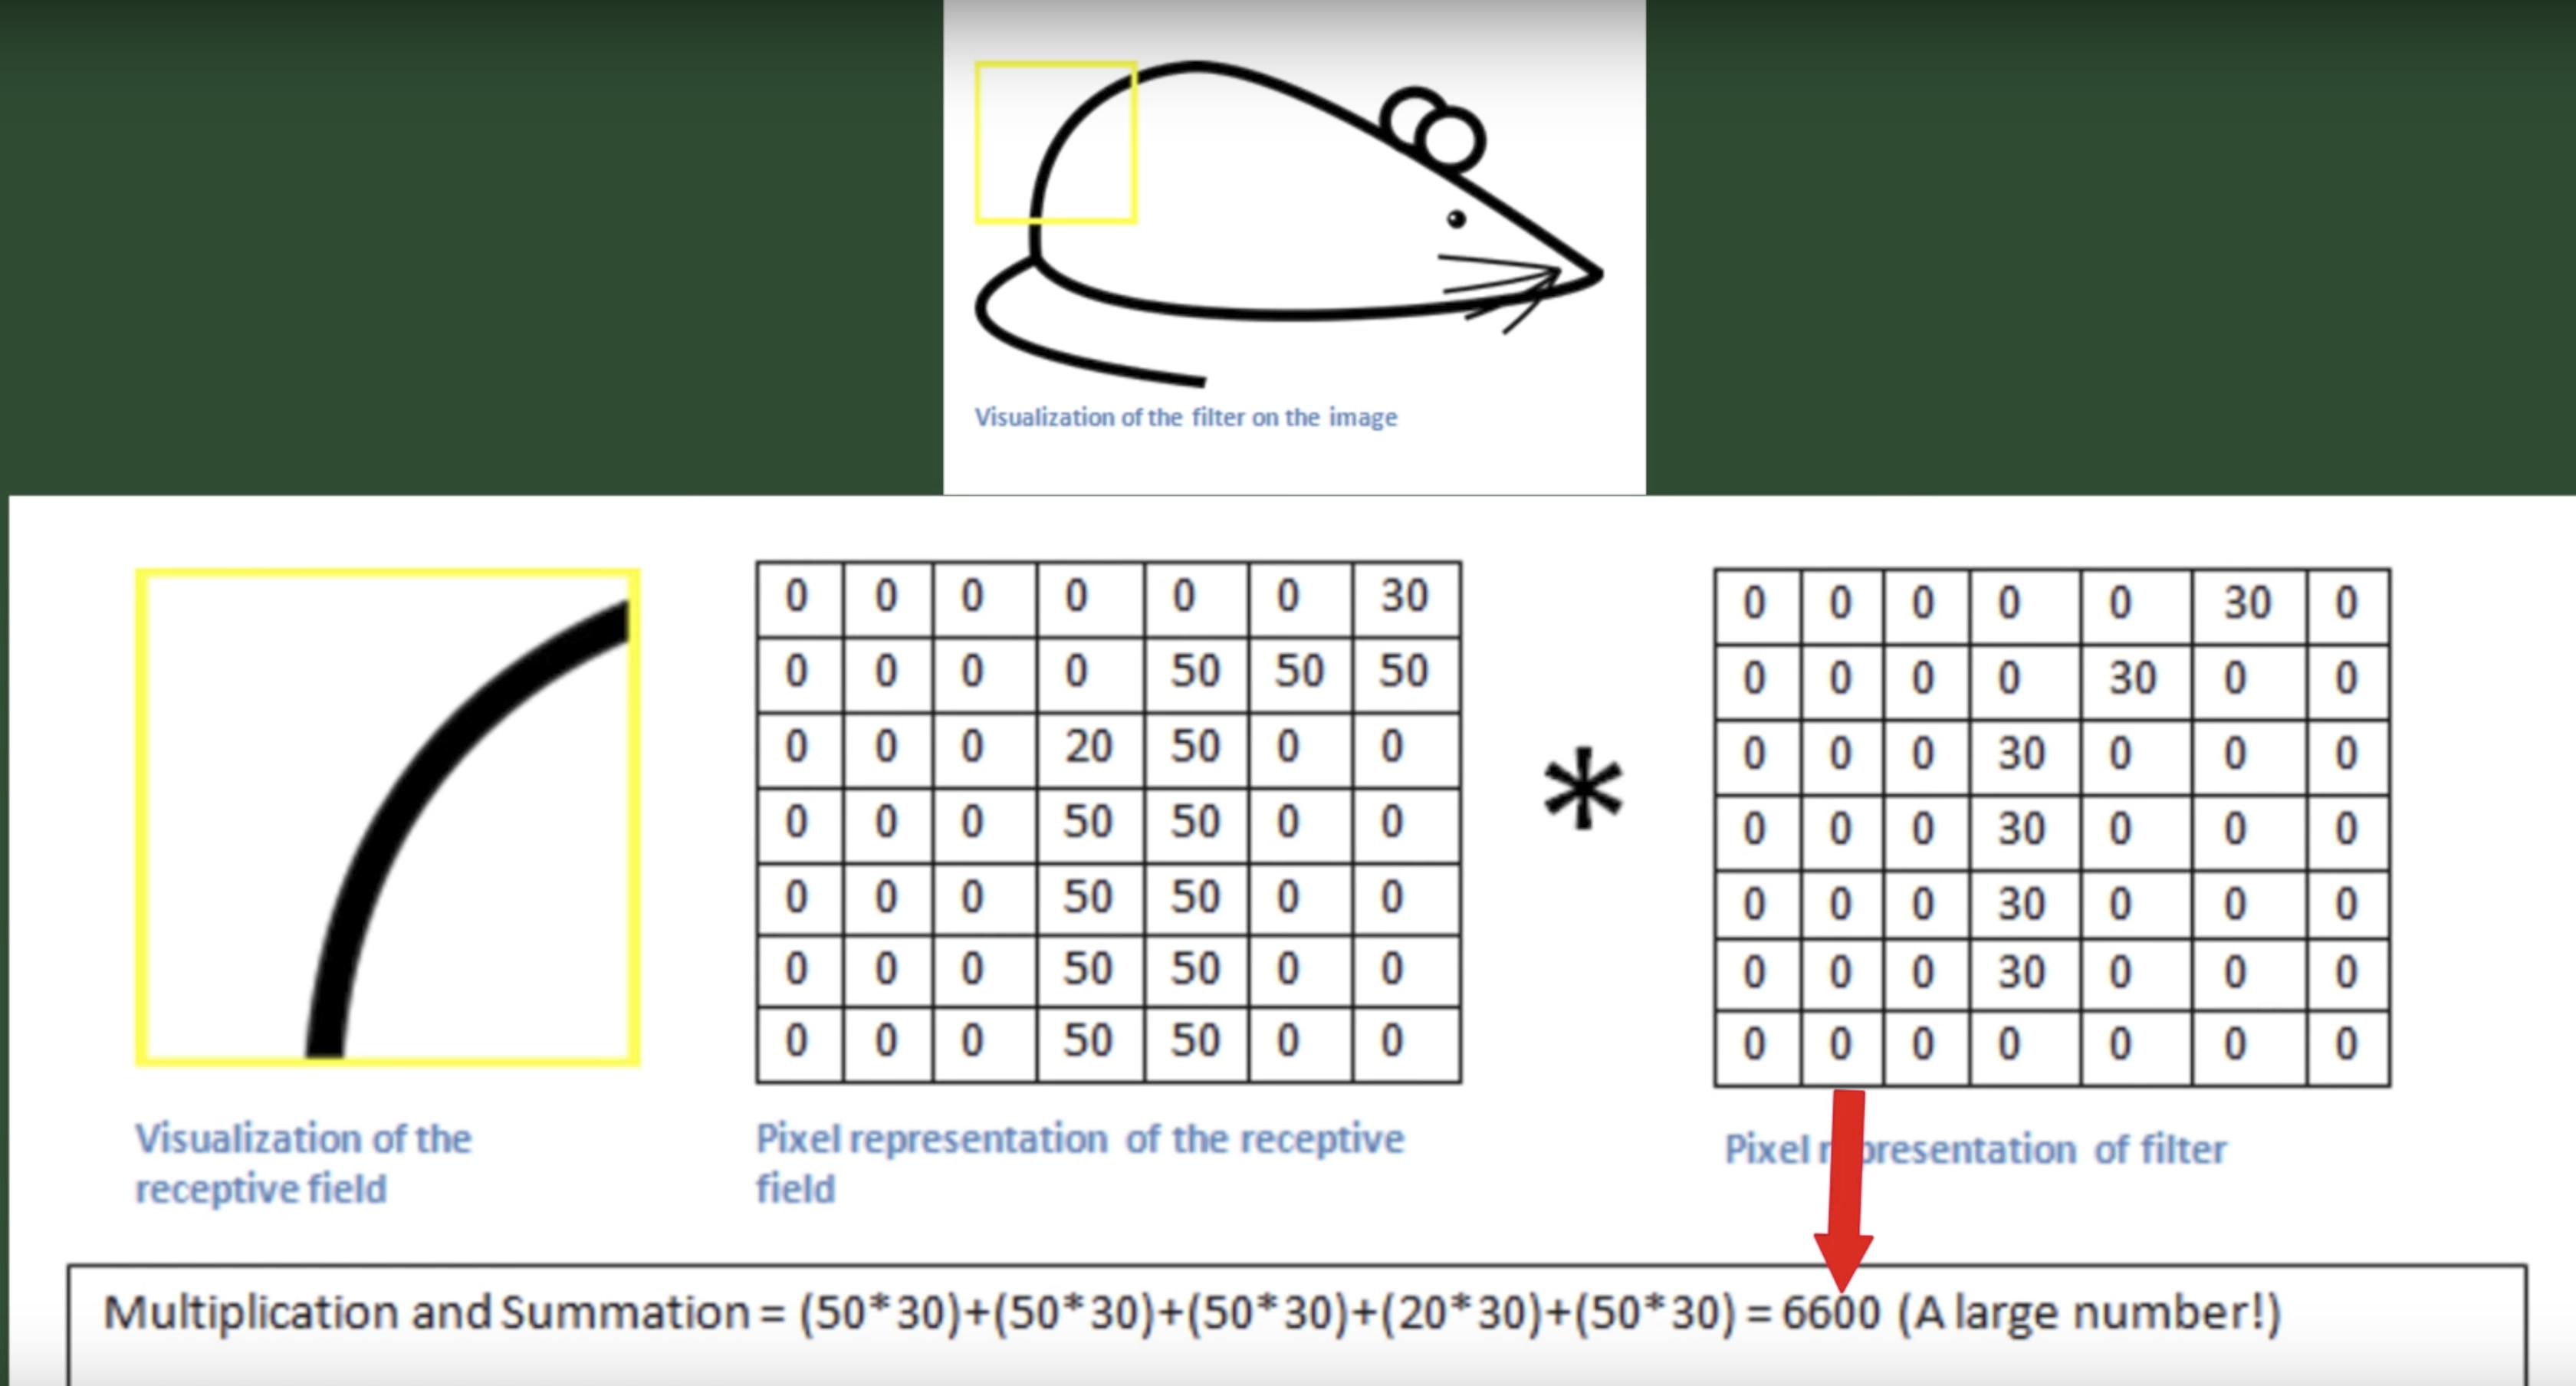 Visualization of the filter on the image
0 0 0 0 0 0 30
0 0 0 0 50 50 50
0 0 0 20 50 0 0
0 0 0 50 50 0 0
0 0 0 50 50 0 0
0 0 0 50 50 0 0
0 0 0 50 50 0 0
*
0 0 0 0 0 30 0
0 0 0 0 30 0 0
0 0 0 30 0 0 0
0 0 0 30 0 0 0
0 0 0 30 0 0 0
0 0 0 30 0 0 0
0 0 0 0 0 0 0
Visualization of the
receptive field
Pixel representation of the receptive
field
Pixel representation of filter
Multiplication and Summation = (50*30)+(50*30)+(50*30)+(20*30)+(50*30) = 6600 (A large number!)